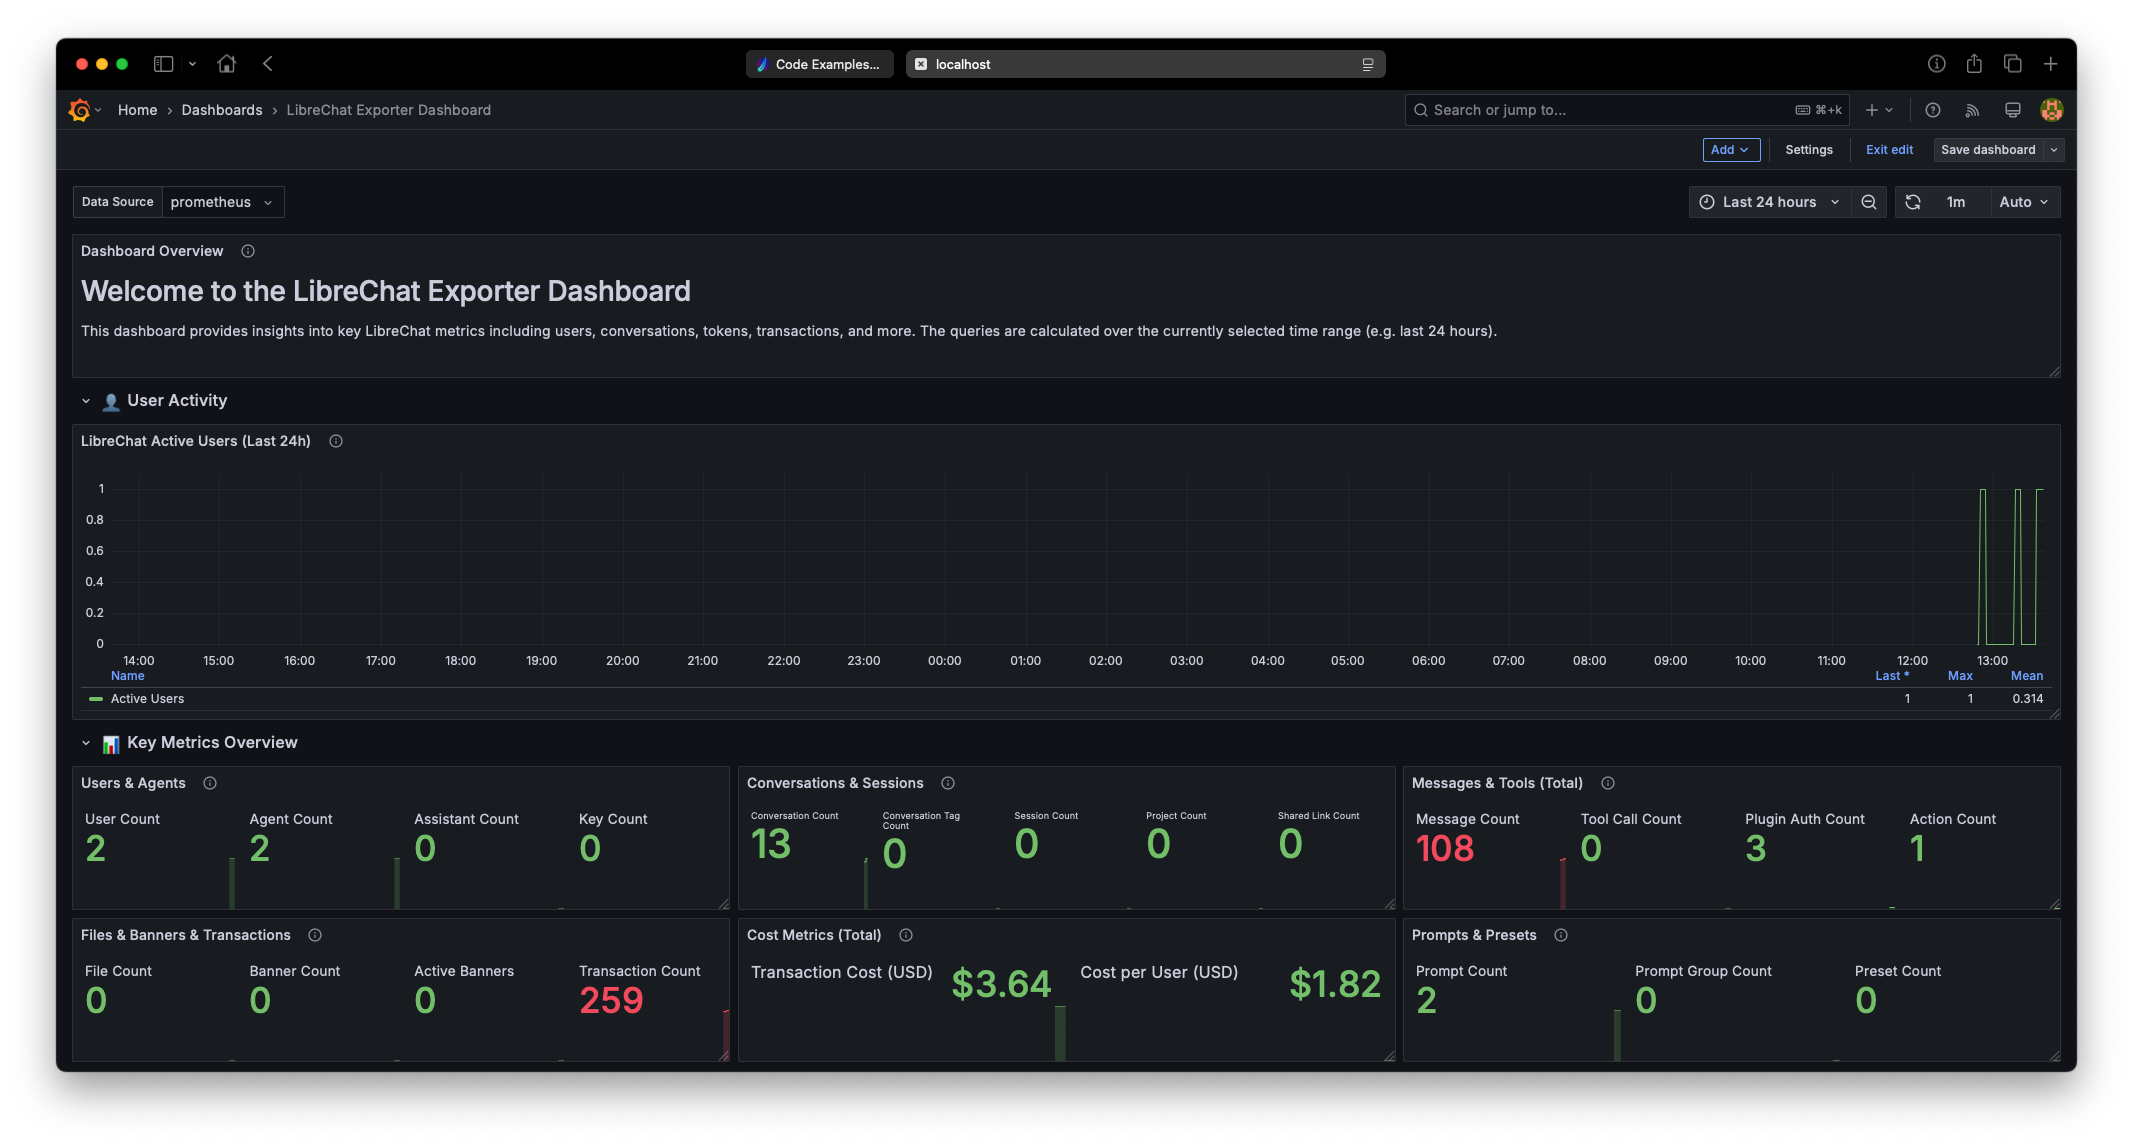 Code Examples...
localhost
Home › Dashboards › LibreChat Exporter Dashboard
Search or jump to...
⌘+k
Add
Settings
Exit edit
Save dashboard
Data Source
prometheus
Last 24 hours
1m
Auto
Dashboard Overview
Welcome to the LibreChat Exporter Dashboard
This dashboard provides insights into key LibreChat metrics including users, conversations, tokens, transactions, and more. The queries are calculated over the currently selected time range (e.g. last 24 hours).
User Activity
LibreChat Active Users (Last 24h)
1
0.8
0.6
0.4
0.2
0
14:00 15:00 16:00 17:00 18:00 19:00 20:00 21:00 22:00 23:00 00:00 01:00 02:00 03:00 04:00 05:00 06:00 07:00 08:00 09:00 10:00 11:00 12:00 13:00
Name Last * Max Mean
Active Users 1 1 0.314
Key Metrics Overview
Users & Agents
User Count Agent Count Assistant Count Key Count
2 2 0 0
Conversations & Sessions
Conversation Count Conversation Tag Session Count Project Count Shared Link Count
Count
13 0 0 0 0
Messages & Tools (Total)
Message Count Tool Call Count Plugin Auth Count Action Count
108 0 3 1
Files & Banners & Transactions
File Count Banner Count Active Banners Transaction Count
0 0 0 259
Cost Metrics (Total)
Transaction Cost (USD) $3.64 Cost per User (USD) $1.82
Prompts & Presets
Prompt Count Prompt Group Count Preset Count
2 0 0